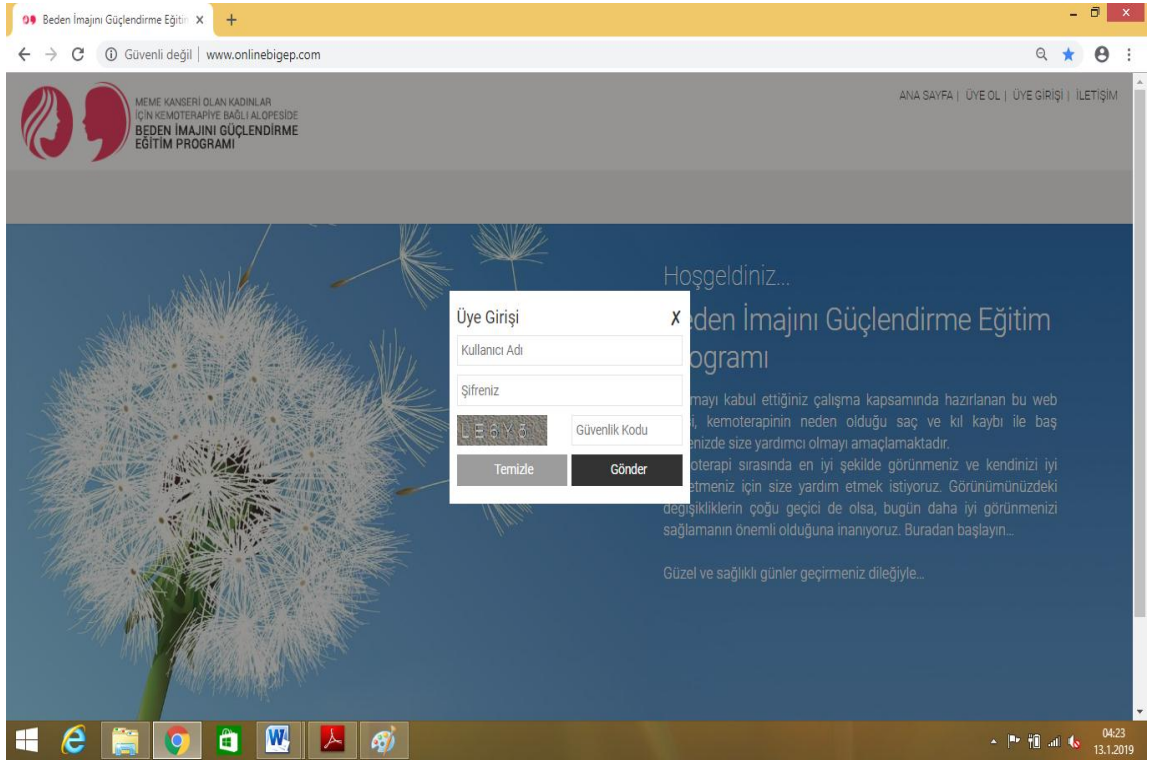 Beden İmajını Güçlendirme Eğitin
Güvenli değil | www.onlinebigep.com
MEME KANSERİ OLAN KADINLAR
İÇİN KEMOTERAPİYE BAĞLI ALOPESİDE
BEDEN İMAJINI GÜÇLENDİRME
EĞİTİM PROGRAMI
ANA SAYFA | ÜYE OL | ÜYE GİRİŞİ | İLETİŞİM
Hoşgeldiniz...
eden İmajını Güçlendirme Eğitim
ogramı
mayı kabul ettiğiniz çalışma kapsamında hazırlanan bu web
i, kemoterapinin neden olduğu saç ve kıl kaybı ile baş
enizde size yardımcı olmayı amaçlamaktadır.
oterapi sırasında en iyi şekilde görünmeniz ve kendinizi iyi
etmeniz için size yardım etmek istiyoruz. Görünümünüzdeki
değişikliklerin çoğu geçici de olsa, bugün daha iyi görünmenizi
sağlamanın önemli olduğuna inanıyoruz. Buradan başlayın...
Güzel ve sağlıklı günler geçirmeniz dileğiyle...
Üye Girişi X
Kullanıcı Adı
Şifreniz
Güvenlik Kodu
Temizle Gönder
04:23
13.1.2019